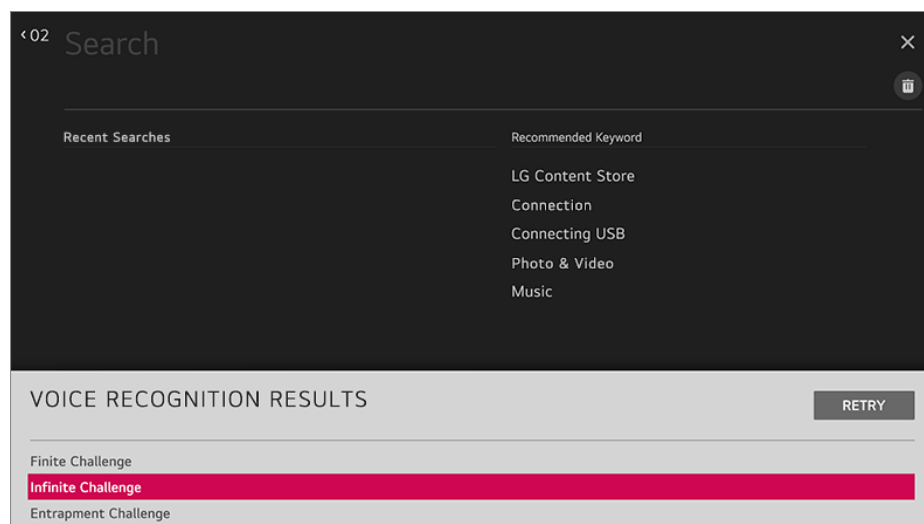 ‹ 02
Search
Recent Searches
Recommended Keyword
LG Content Store
Connection
Connecting USB
Photo & Video
Music
VOICE RECOGNITION RESULTS
RETRY
Finite Challenge
Infinite Challenge
Entrapment Challenge